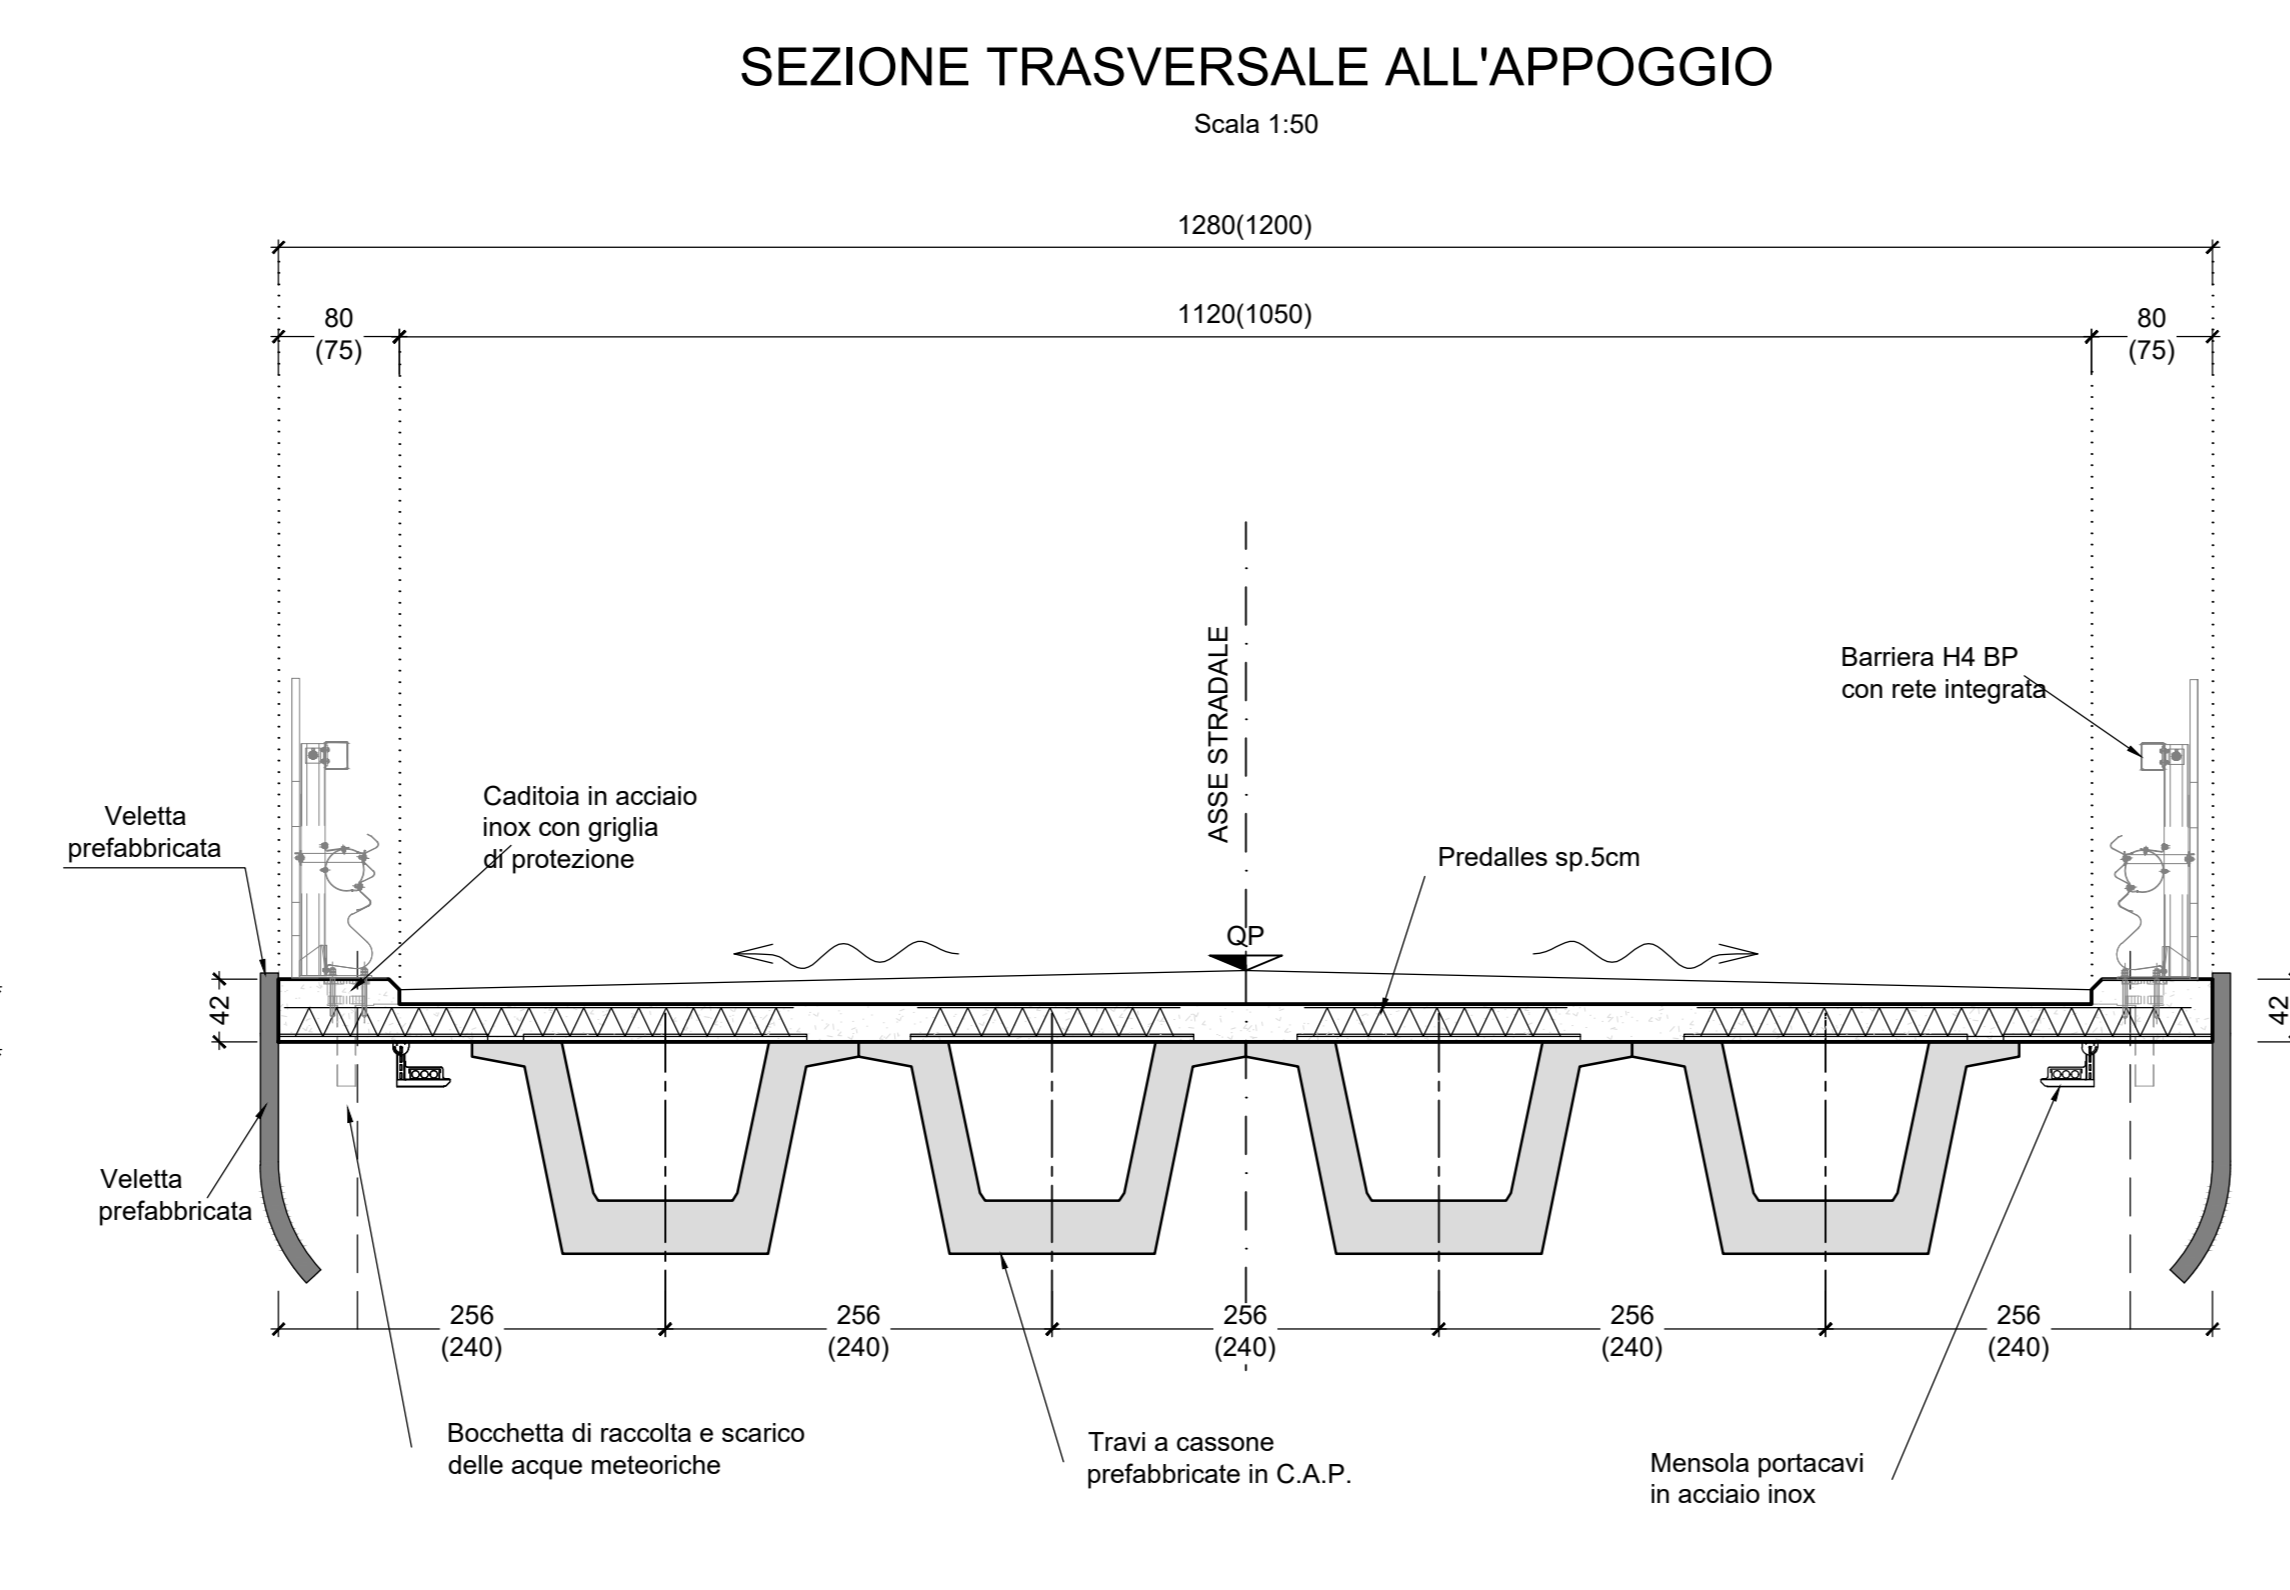 SEZIONE TRASVERSALE ALL'APPOGGIO
Scala 1:50
1280(1200)
80
(75)
1120(1050)
80
(75)
ASSE STRADALE
Barriera H4 BP
con rete integrata
Veletta
prefabbricata
Caditoia in acciaio
inox con griglia
di protezione
Predalles sp.5cm
QP
42
42
Veletta
prefabbricata
256
(240)
256
(240)
256
(240)
256
(240)
256
(240)
Bocchetta di raccolta e scarico
delle acque meteoriche
Travi a cassone
prefabbricate in C.A.P.
Mensola portacavi
in acciaio inox